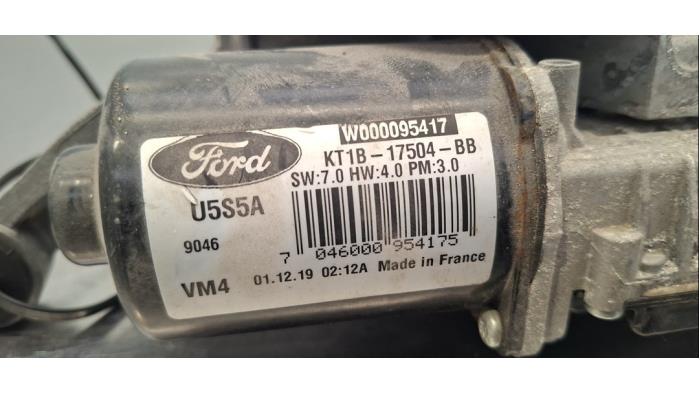 W000095417
Ford
KT1B-17504-BB
SW:7.0 HW:4.0 PM:3.0
U5S5A
9046
7 046000 954175
VM4 01.12.19 02:12A Made in France